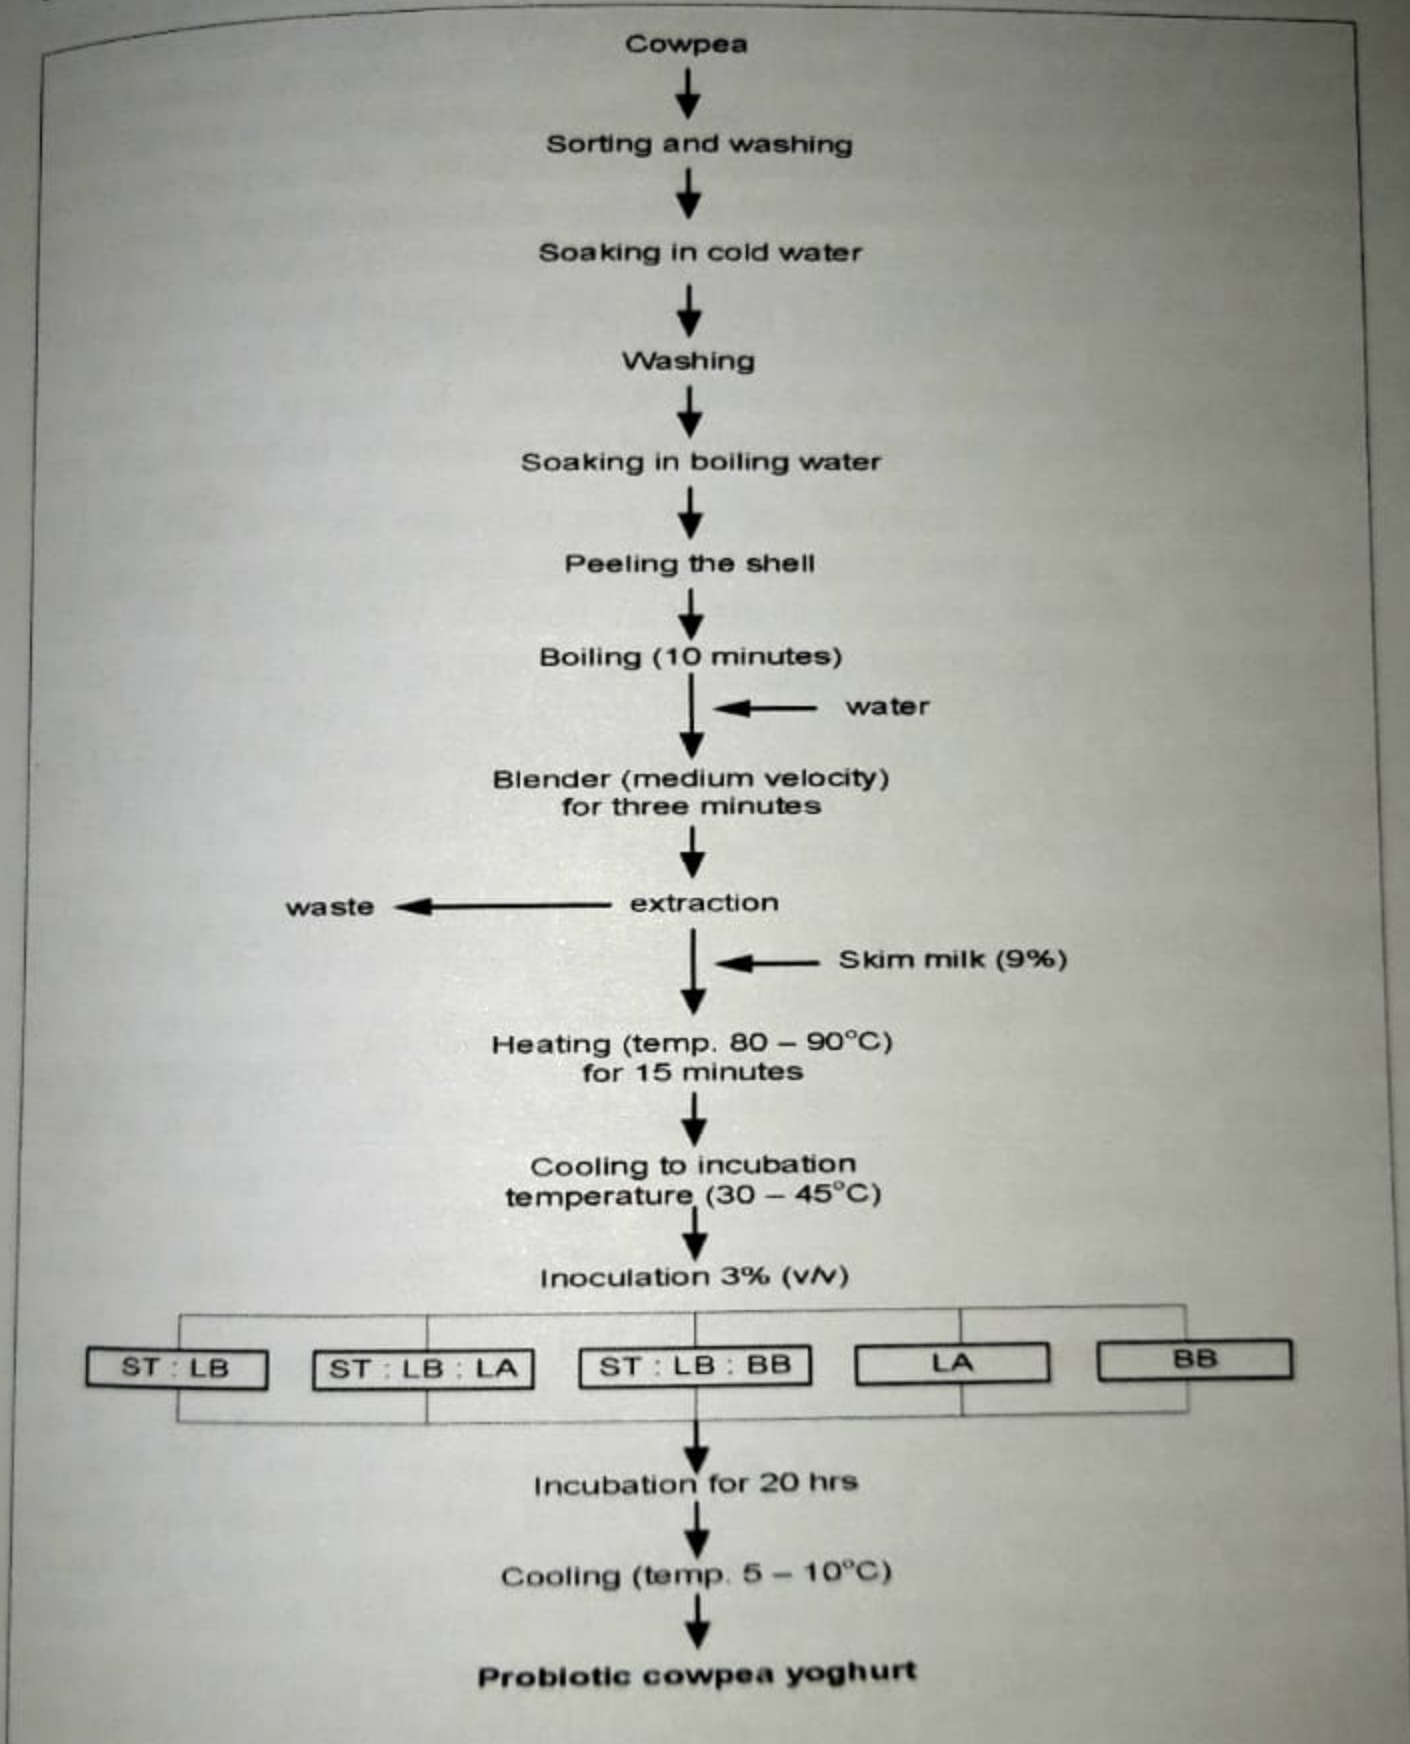 Cowpea
Sorting and washing
Soaking in cold water
Washing
Soaking in boiling water
Peeling the shell
Boiling (10 minutes)
water
Blender (medium velocity)
for three minutes
waste
extraction
Skim milk (9%)
Heating (temp. 80 – 90°C)
for 15 minutes
Cooling to incubation
temperature (30 – 45°C)
Inoculation 3% (v/v)
ST : LB
ST : LB : LA
ST : LB : BB
LA
BB
Incubation for 20 hrs
Cooling (temp. 5 – 10°C)
Probiotic cowpea yoghurt